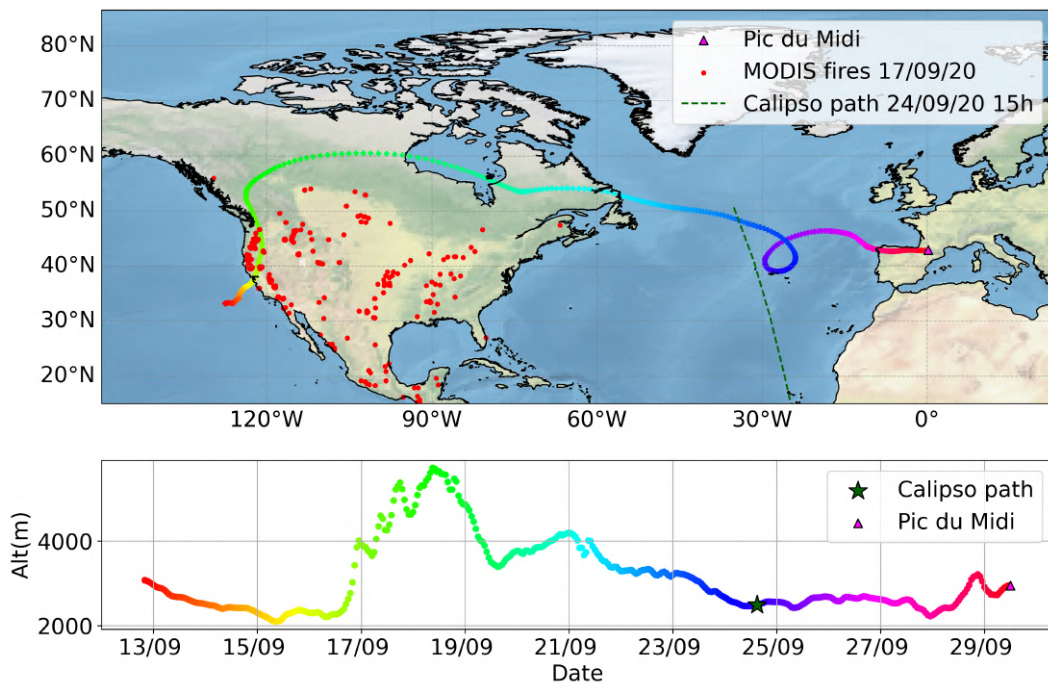 80°N
70°N
60°N
50°N
40°N
30°N
20°N
Pic du Midi
MODIS fires 17/09/20
Calipso path 24/09/20 15h
120°W 90°W 60°W 30°W 0°
Alt(m)
4000
2000
Calipso path
Pic du Midi
13/09 15/09 17/09 19/09 21/09 23/09 25/09 27/09 29/09
Date